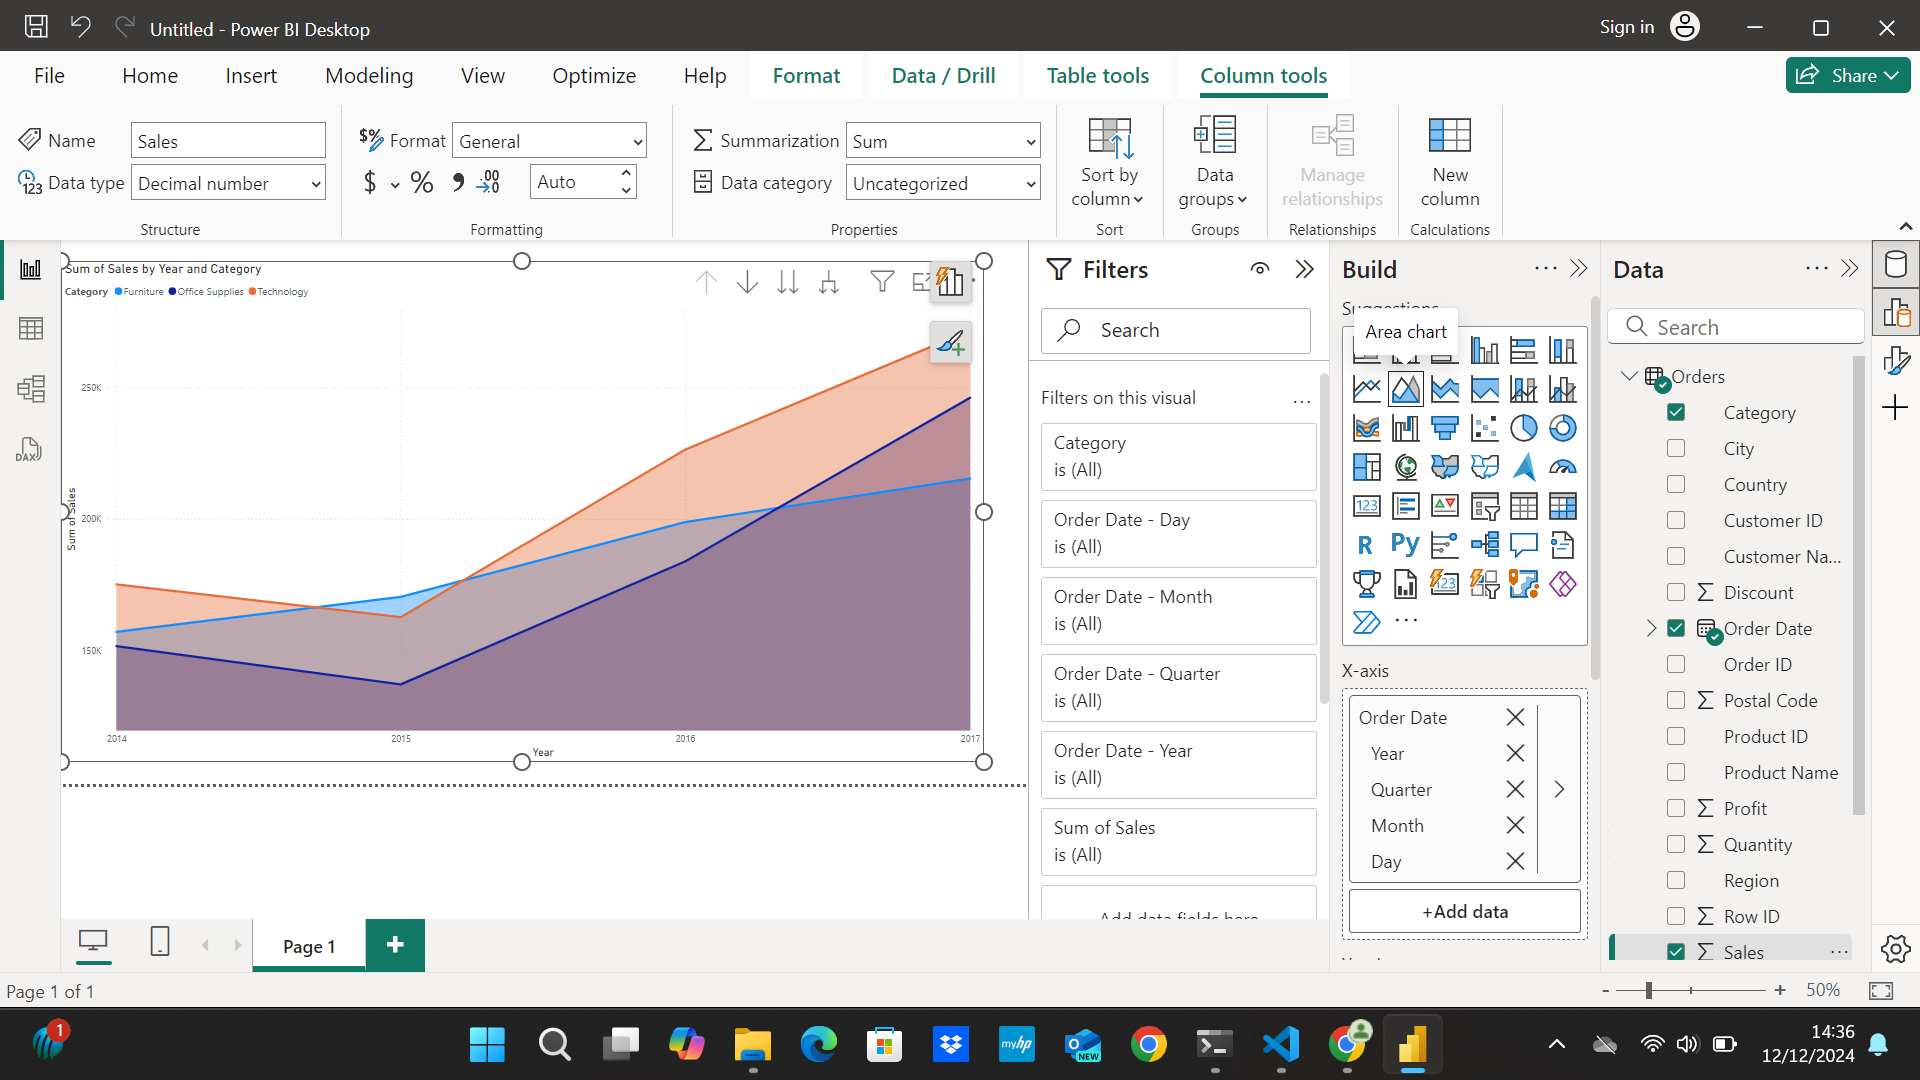 Untitled - Power BI Desktop
Sign in
File Home Insert Modeling View Optimize Help Format Data / Drill Table tools Column tools
Share
Name Sales
Data type Decimal number
Structure
Format General
$ % Auto
Formatting
Summarization Sum
Data category Uncategorized
Properties
Sort by
column
Sort
Data
groups
Groups
Manage
relationships
Relationships
New
column
Calculations
Sum of Sales by Year and Category
Category Furniture Office Supplies Technology
Sum of Sales
250K
200K
150K
2014 2015 2016 2017
Year
Filters
Search
Filters on this visual
Category
is (All)
Order Date - Day
is (All)
Order Date - Month
is (All)
Order Date - Quarter
is (All)
Order Date - Year
is (All)
Sum of Sales
is (All)
Add data fields here
Build
Suggestions
Area chart
123
R Py
123
X-axis
Order Date
Year
Quarter
Month
Day
+Add data
Data
Search
Orders
Category
City
Country
Customer ID
Customer Na...
Discount
Order Date
Order ID
Postal Code
Product ID
Product Name
Profit
Quantity
Region
Row ID
Sales
DAX
Page 1
Page 1 of 1
- + 50%
1
myhp
NEW
14:36
12/12/2024